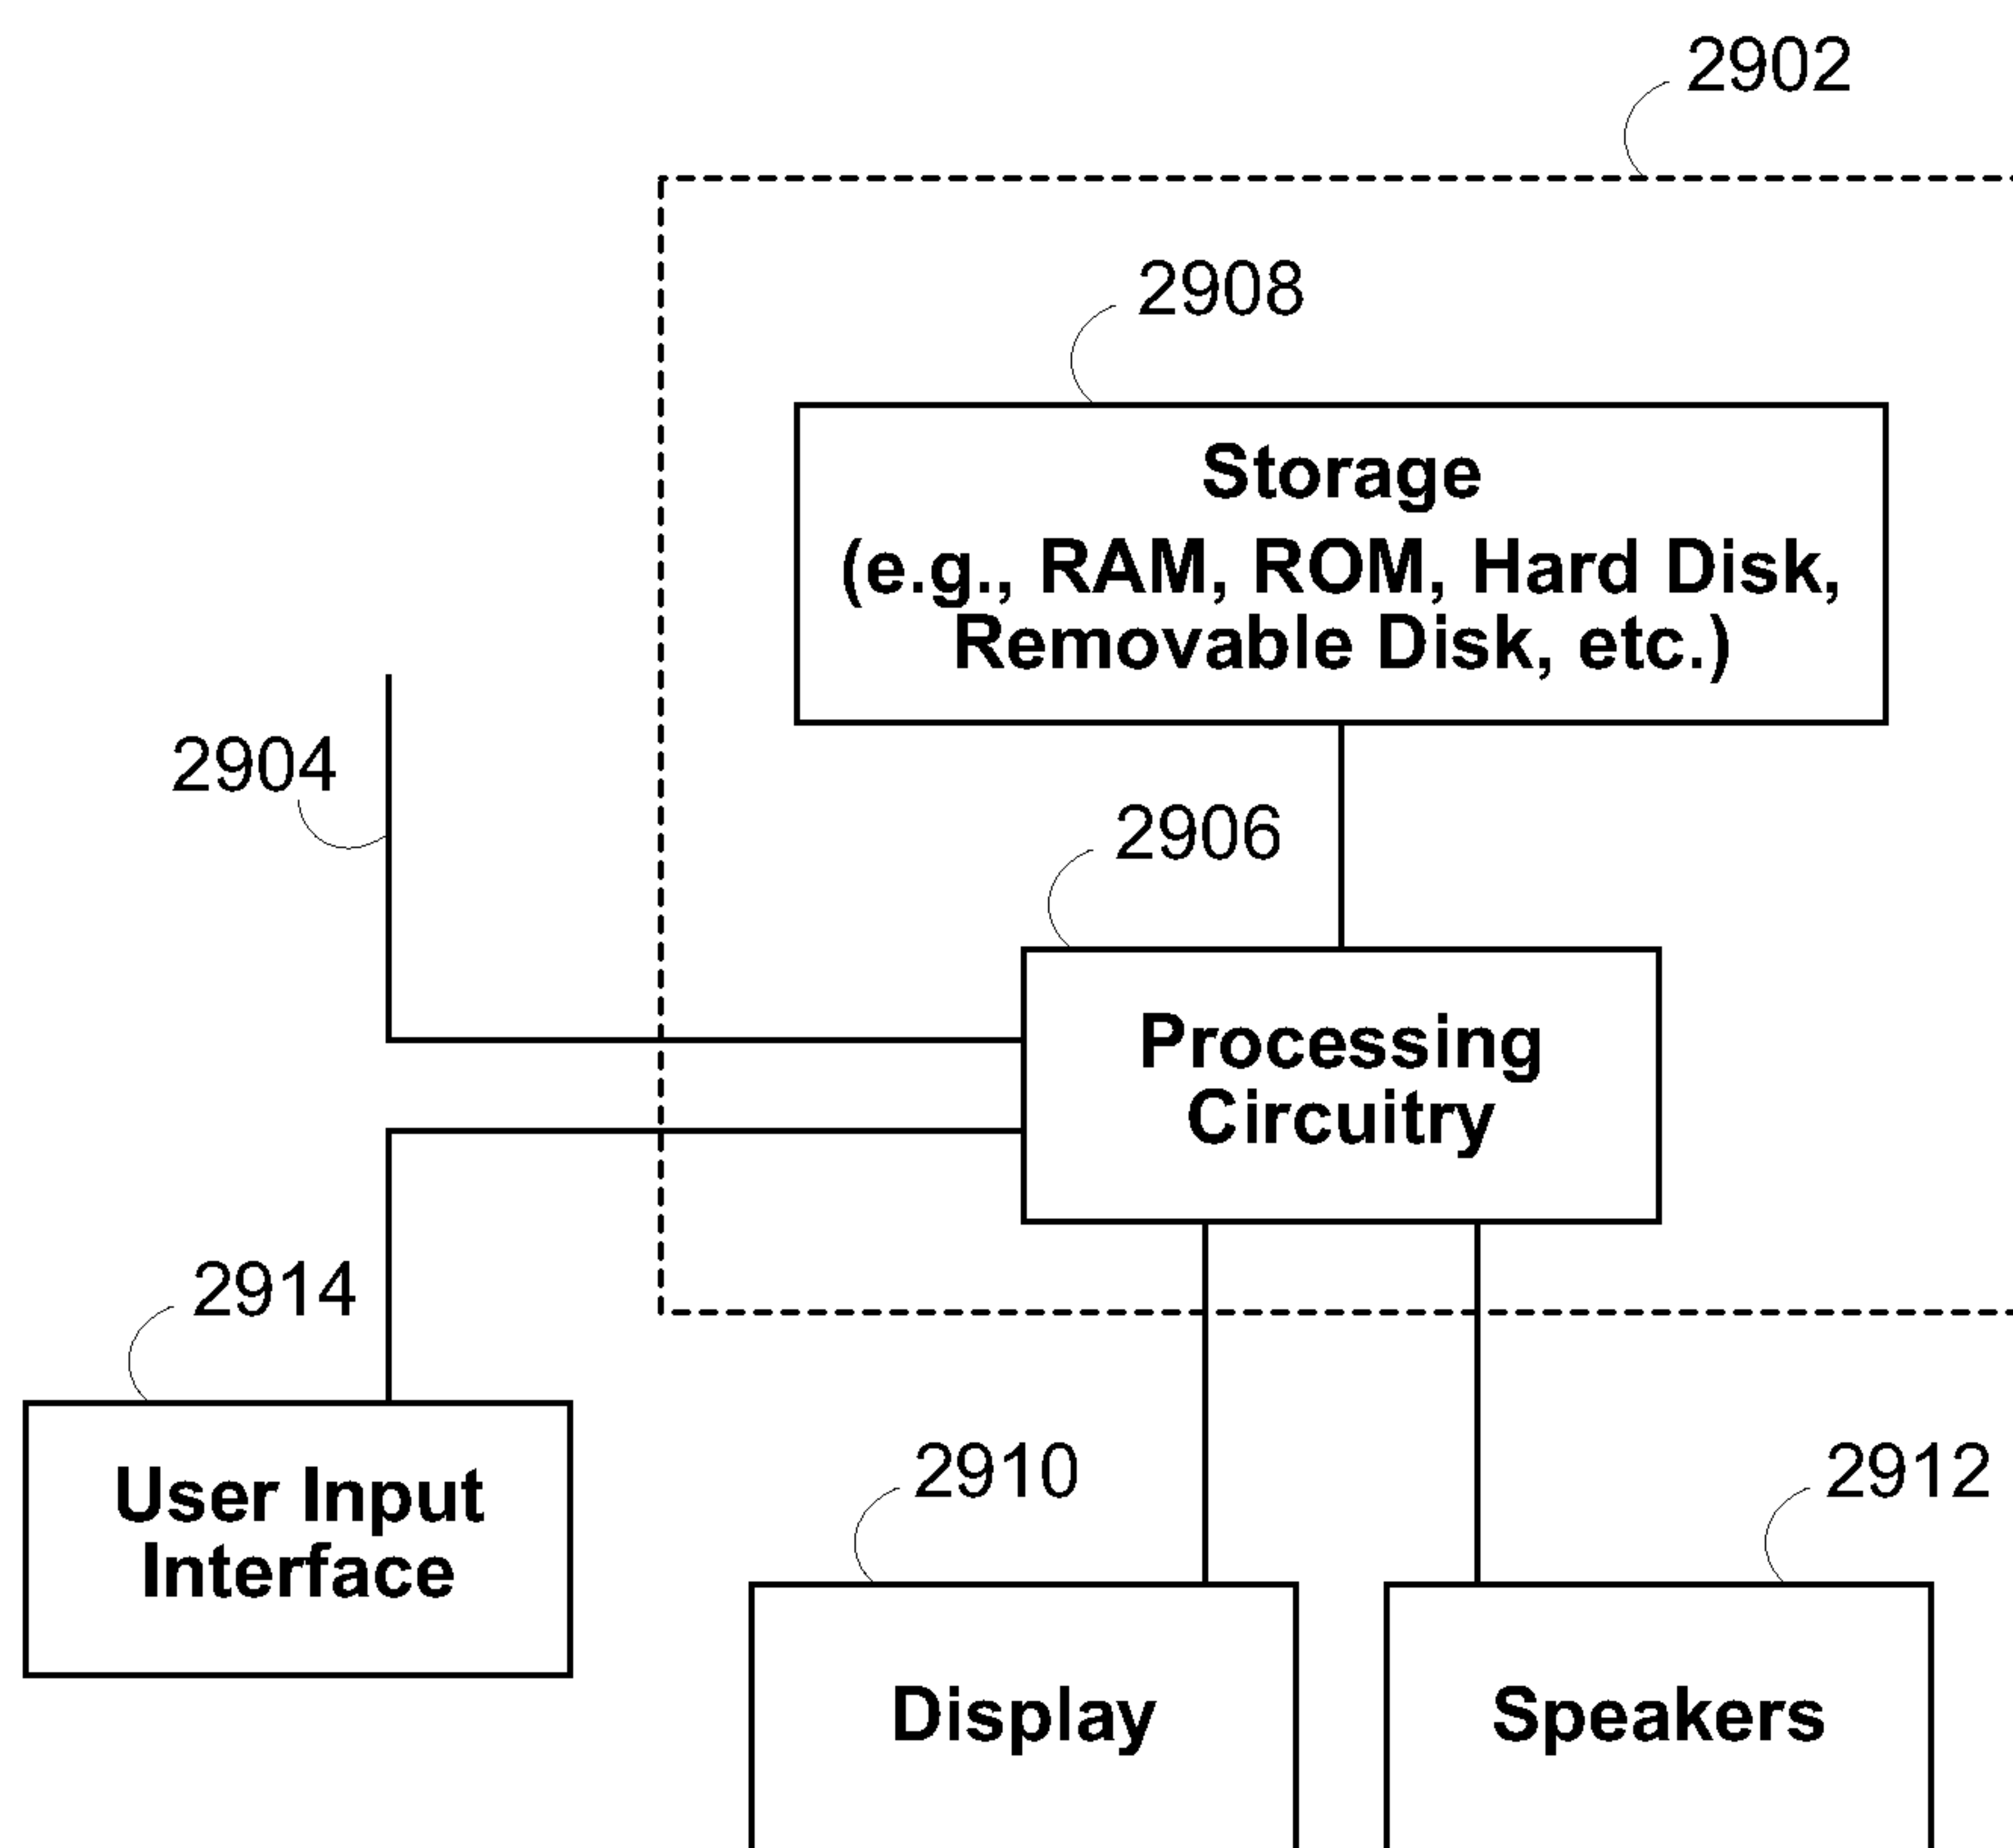 2902
2908
Storage
(e.g., RAM, ROM, Hard Disk,
Removable Disk, etc.)
2904
2906
Processing
Circuitry
2914
User Input
Interface
2910
2912
Display
Speakers